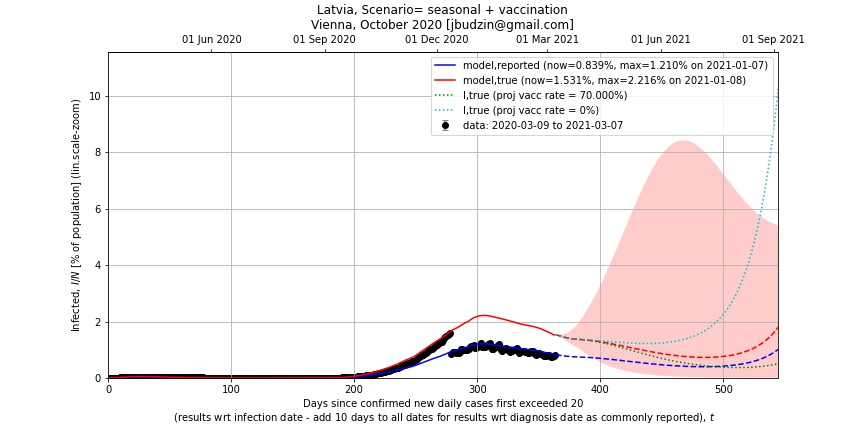 Latvia, Scenario= seasonal + vaccination
Vienna, October 2020 [jbudzin@gmail.com]
01 Jun 2020 01 Sep 2020 01 Dec 2020 01 Mar 2021 01 Jun 2021 01 Sep 2021
model,reported (now=0.839%, max=1.210% on 2021-01-07)
model,true (now=1.531%, max=2.216% on 2021-01-08)
I,true (proj vacc rate = 70.000%)
I,true (proj vacc rate = 0%)
data: 2020-03-09 to 2021-03-07
Infected, I/N [% of population] (lin.scale-zoom)
10
8
6
4
2
0
0 100 200 300 400 500
Days since confirmed new daily cases exceeded 20
(results wrt infection date - add 10 days to all dates for results wrt diagnosis date as commonly reported), t